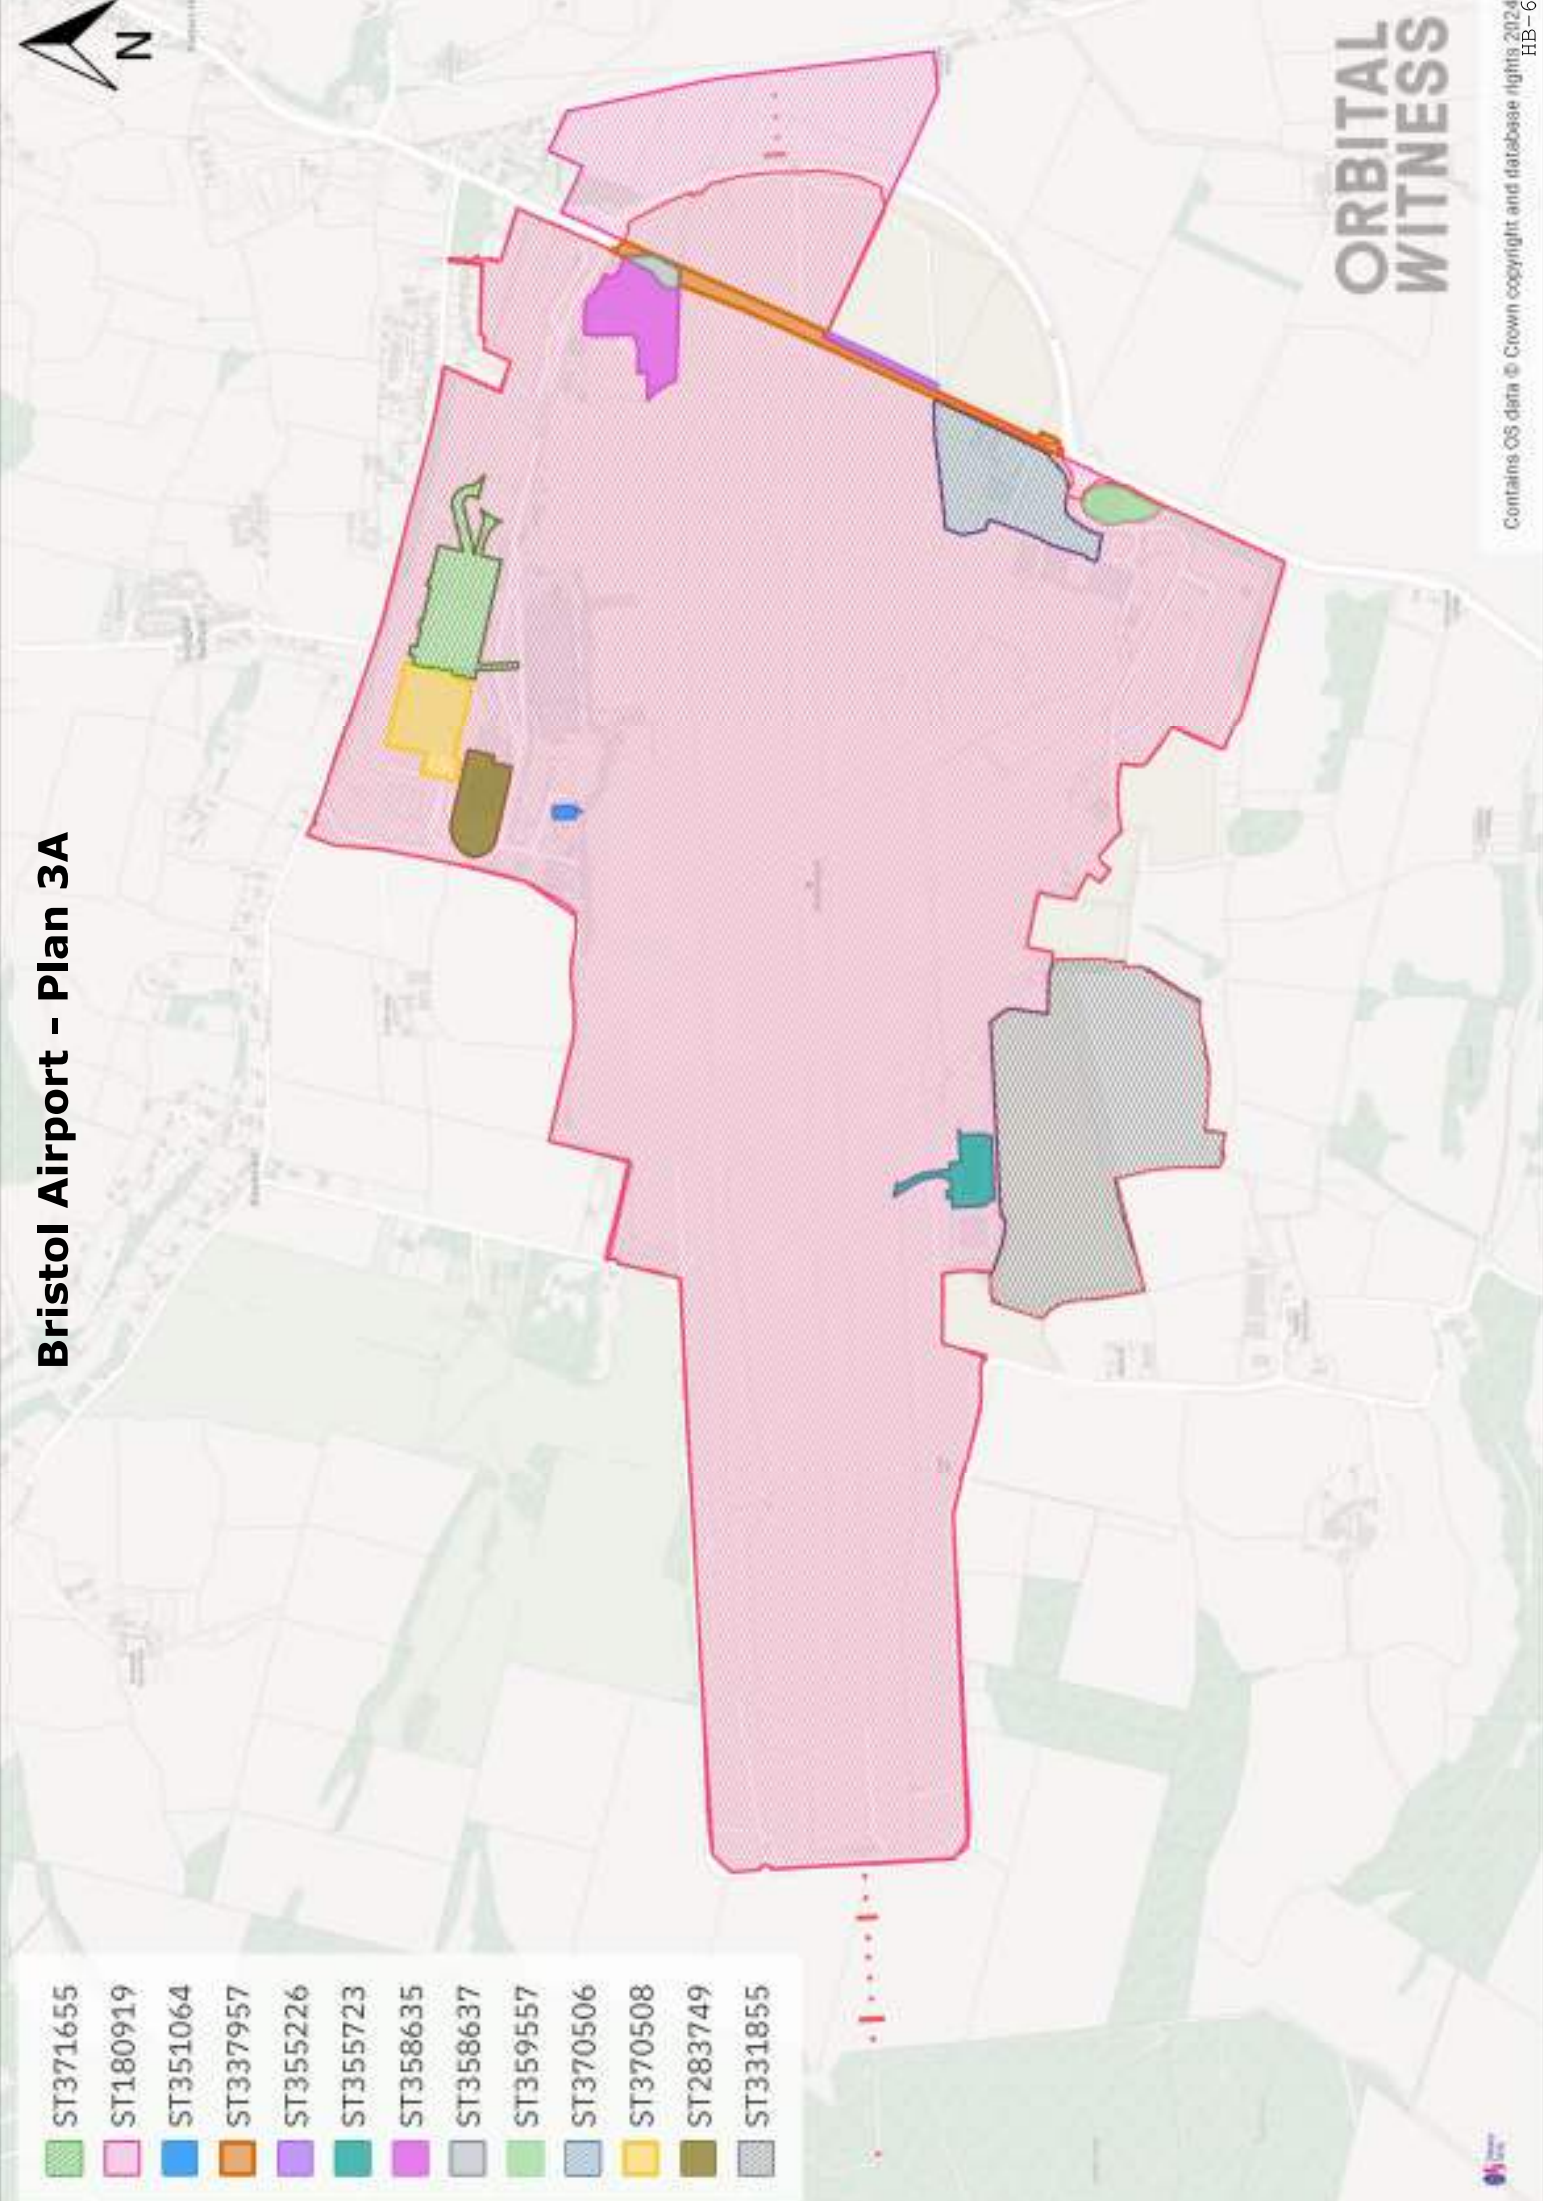 Bristol Airport – Plan 3A
N
ST371655
ST180919
ST351064
ST337957
ST355226
ST355723
ST358635
ST358637
ST359557
ST370506
ST370508
ST283749
ST331855
ORBITAL
WITNESS
Contains OS data © Crown copyright and database rights 2024
HB-6